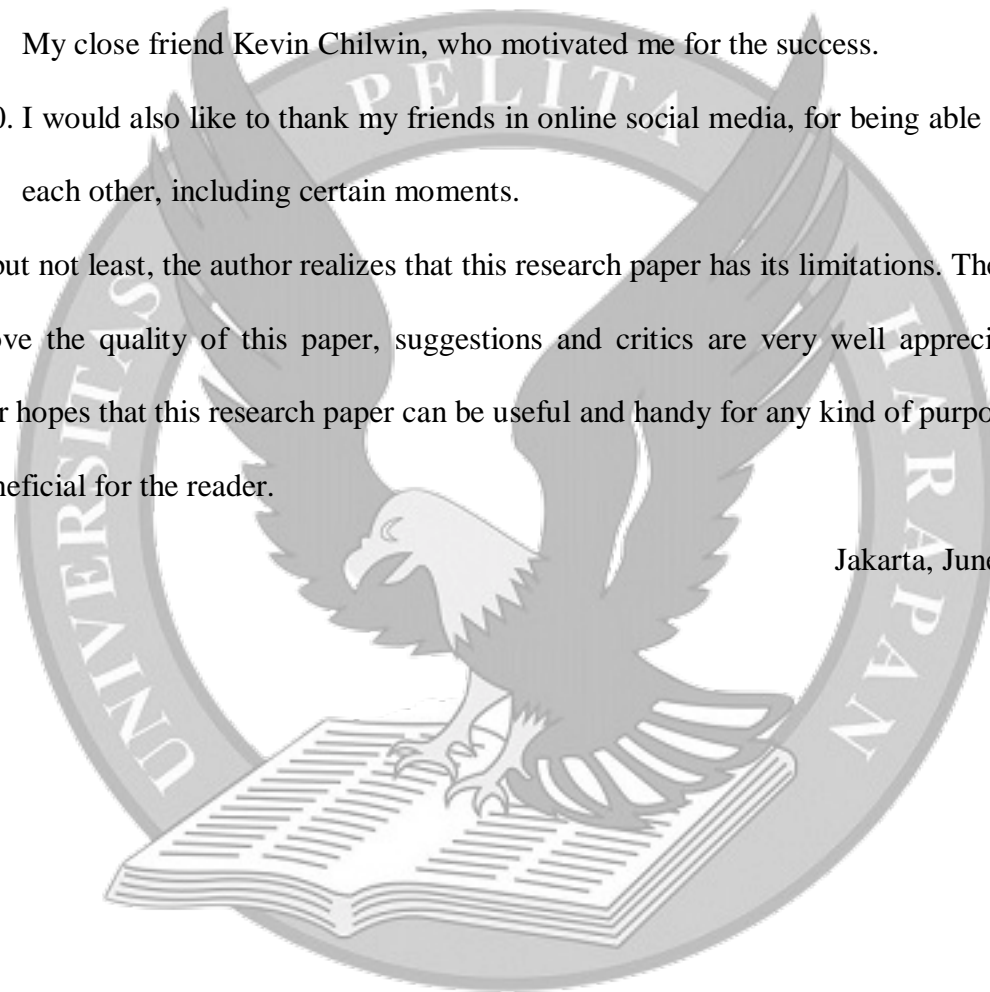 My close friend Kevin Chilwin, who motivated me for the success.
0. I would also like to thank my friends in online social media, for being able
each other, including certain moments.
but not least, the author realizes that this research paper has its limitations. The
ove the quality of this paper, suggestions and critics are very well appreci
r hopes that this research paper can be useful and handy for any kind of purpo
neficial for the reader.
Jakarta, June
UNIVERSITAS
PELITA
HARAPAN